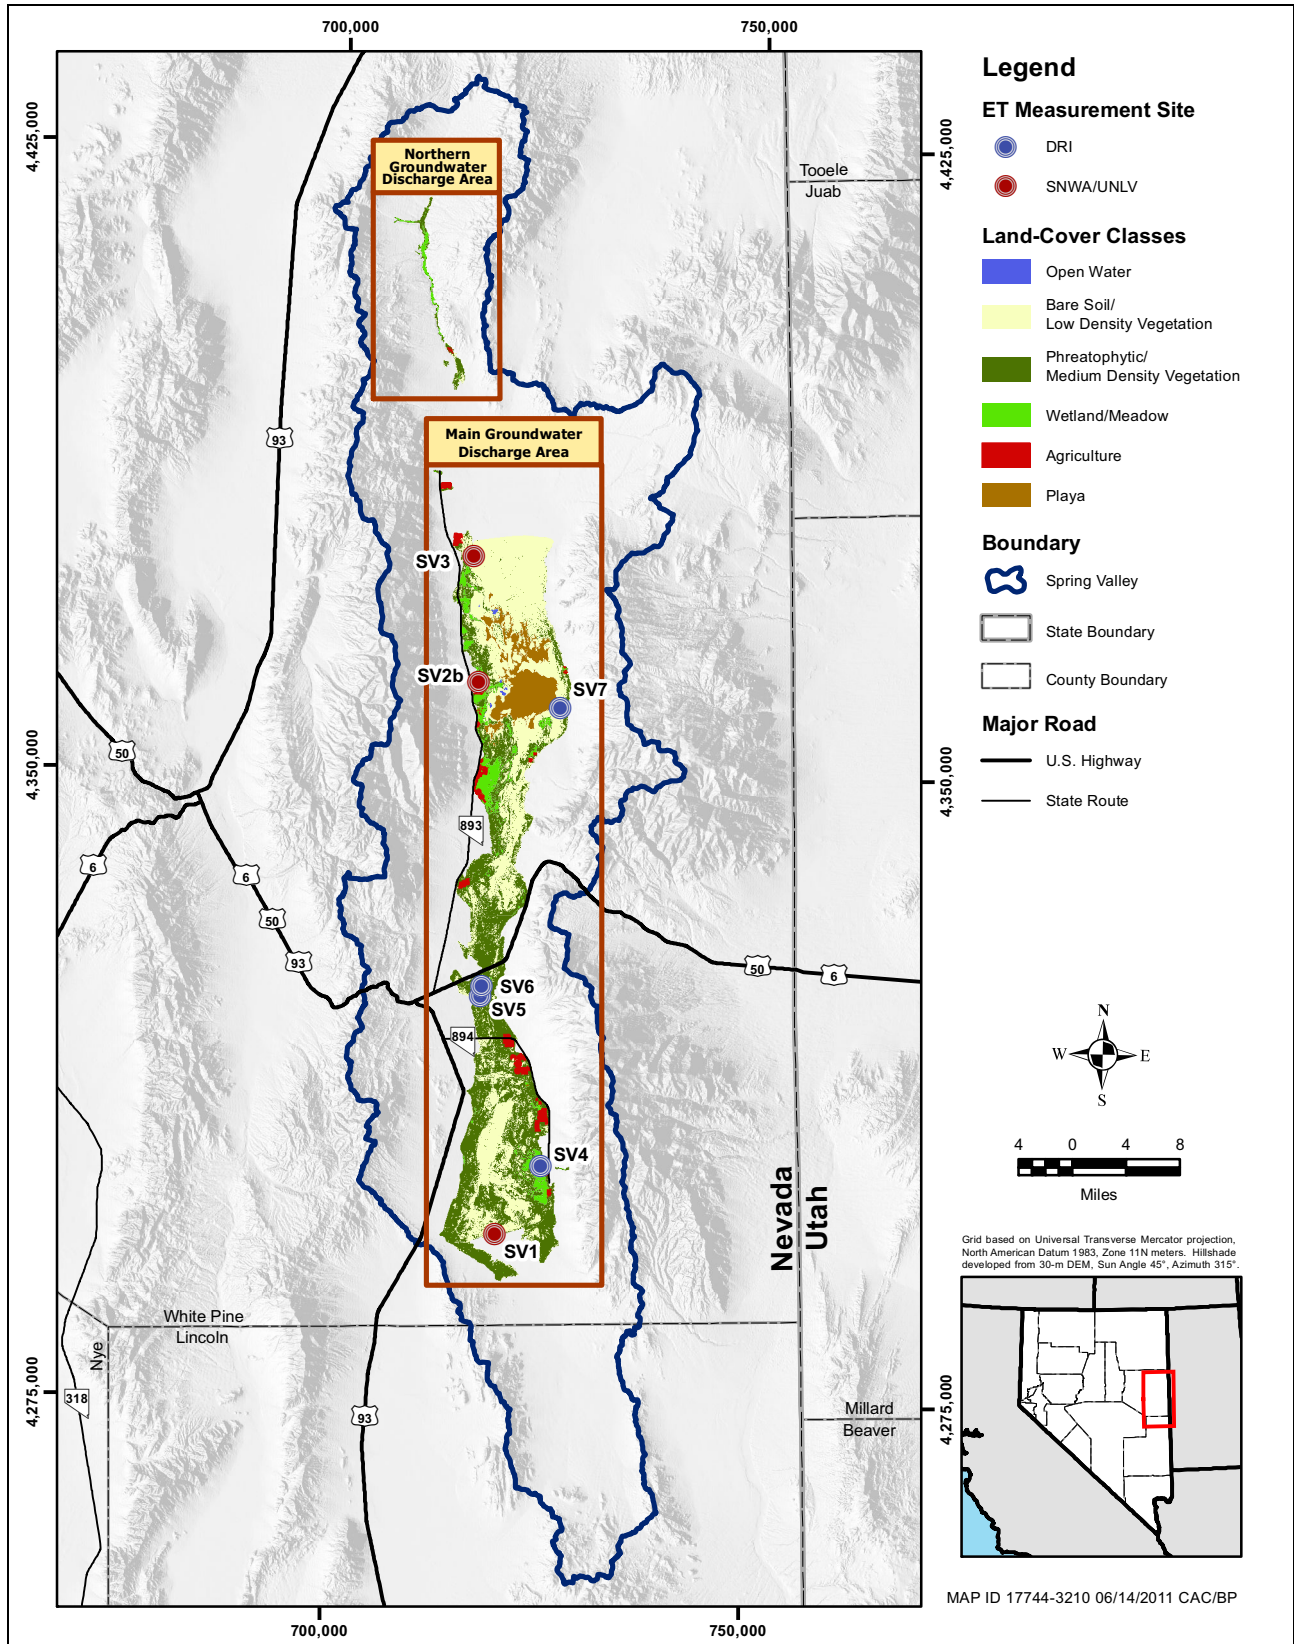 700,000
750,000
4,425,000
4,425,000
Northern
Groundwater
Discharge Area
Tooele
Juab
93
Main Groundwater
Discharge Area
SV3
SV2b
SV7
50
4,350,000
4,350,000
893
6
6
50
93
50
6
SV6
SV5
894
SV4
SV1
Nevada
Utah
White Pine
Lincoln
Nye
318
4,275,000
4,275,000
93
Millard
Beaver
700,000
750,000
Legend
ET Measurement Site
DRI
SNWA/UNLV
Land-Cover Classes
Open Water
Bare Soil/
Low Density Vegetation
Phreatophytic/
Medium Density Vegetation
Wetland/Meadow
Agriculture
Playa
Boundary
Spring Valley
State Boundary
County Boundary
Major Road
U.S. Highway
State Route
N
W
E
S
4 0 4 8
Miles
Grid based on Universal Transverse Mercator projection,
North American Datum 1983, Zone 11N meters. Hillshade
developed from 30-m DEM, Sun Angle 45°, Azimuth 315°.
MAP ID 17744-3210 06/14/2011 CAC/BP